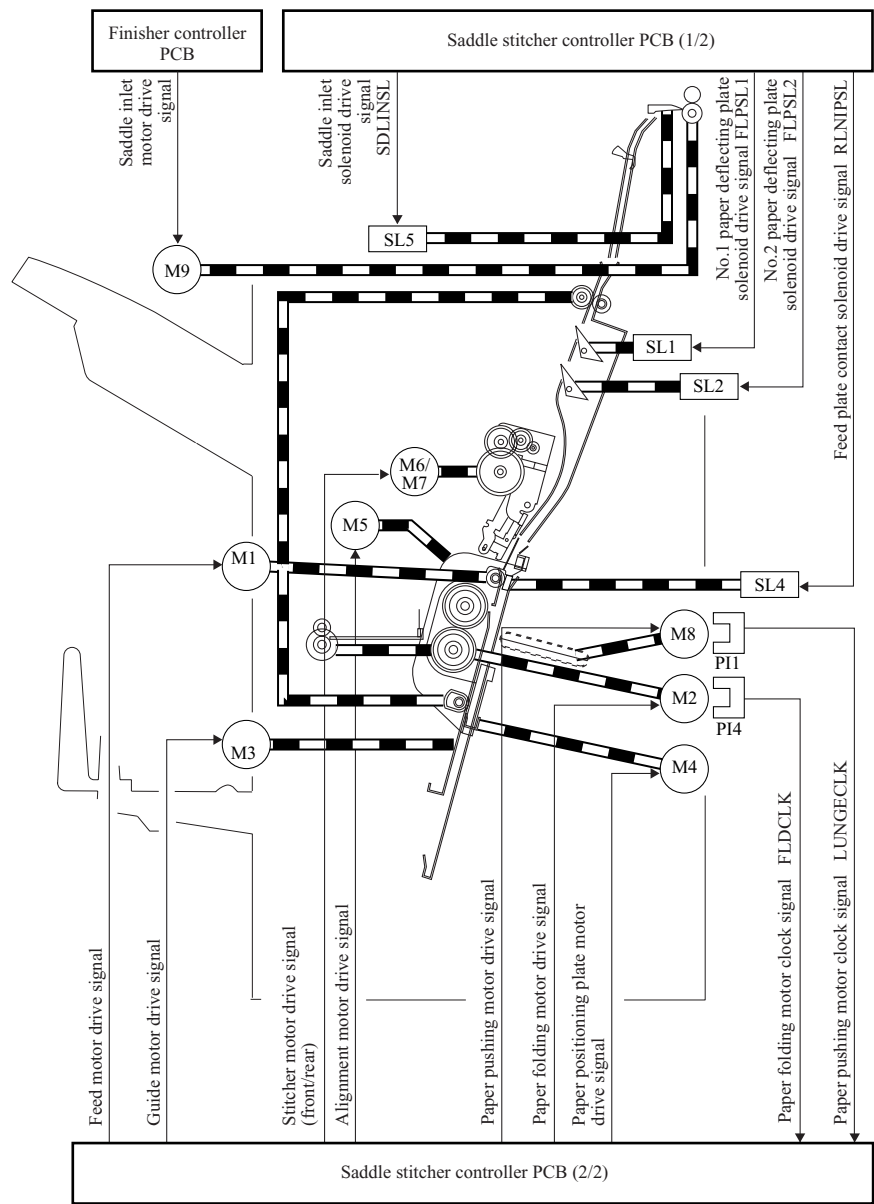 Finisher controller
PCB
Saddle stitcher controller PCB (1/2)
Saddle inlet
motor drive
signal
Saddle inlet
solenoid drive
signal
SDLINSL
No.1 paper deflecting plate
solenoid drive signal FLPSL1
No.2 paper deflecting plate
solenoid drive signal FLPSL2
Feed plate contact solenoid drive signal RLNIPSL
SL5
M9
SL1
SL2
M6/
M7
M5
M1
SL4
M8
PI1
M2
PI4
M3
M4
Feed motor drive signal
Guide motor drive signal
Stitcher motor drive signal
(front/rear)
Alignment motor drive signal
Paper pushing motor drive signal
Paper folding motor drive signal
Paper positioning plate motor
drive signal
Paper folding motor clock signal FLDCLK
Paper pushing motor clock signal LUNGECLK
Saddle stitcher controller PCB (2/2)